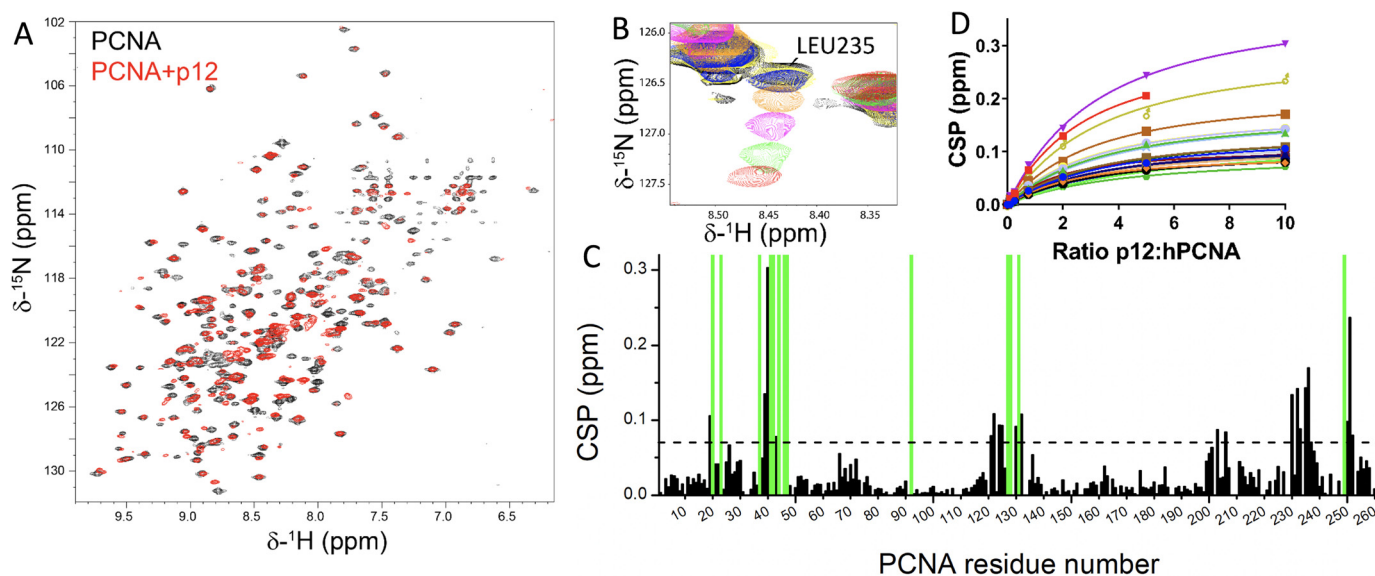 A
PCNA
PCNA+p12
102
106
110
114
118
122
126
130
δ-¹⁵N (ppm)
9.5 9.0 8.5 8.0 7.5 7.0 6.5
δ-¹H (ppm)
B
LEU235
126.0
126.5
127.0
127.5
δ-¹⁵N (ppm)
8.50 8.45 8.40 8.35
δ-¹H (ppm)
D
0.3
0.2
0.1
0.0
CSP (ppm)
0 2 4 6 8 10
Ratio p12:hPCNA
C
0.3
0.2
0.1
0.0
CSP (ppm)
10 20 30 40 50 60 70 80 90 100 110 120 130 140 150 160 170 180 190 200 210 220 230 240 250 260
PCNA residue number